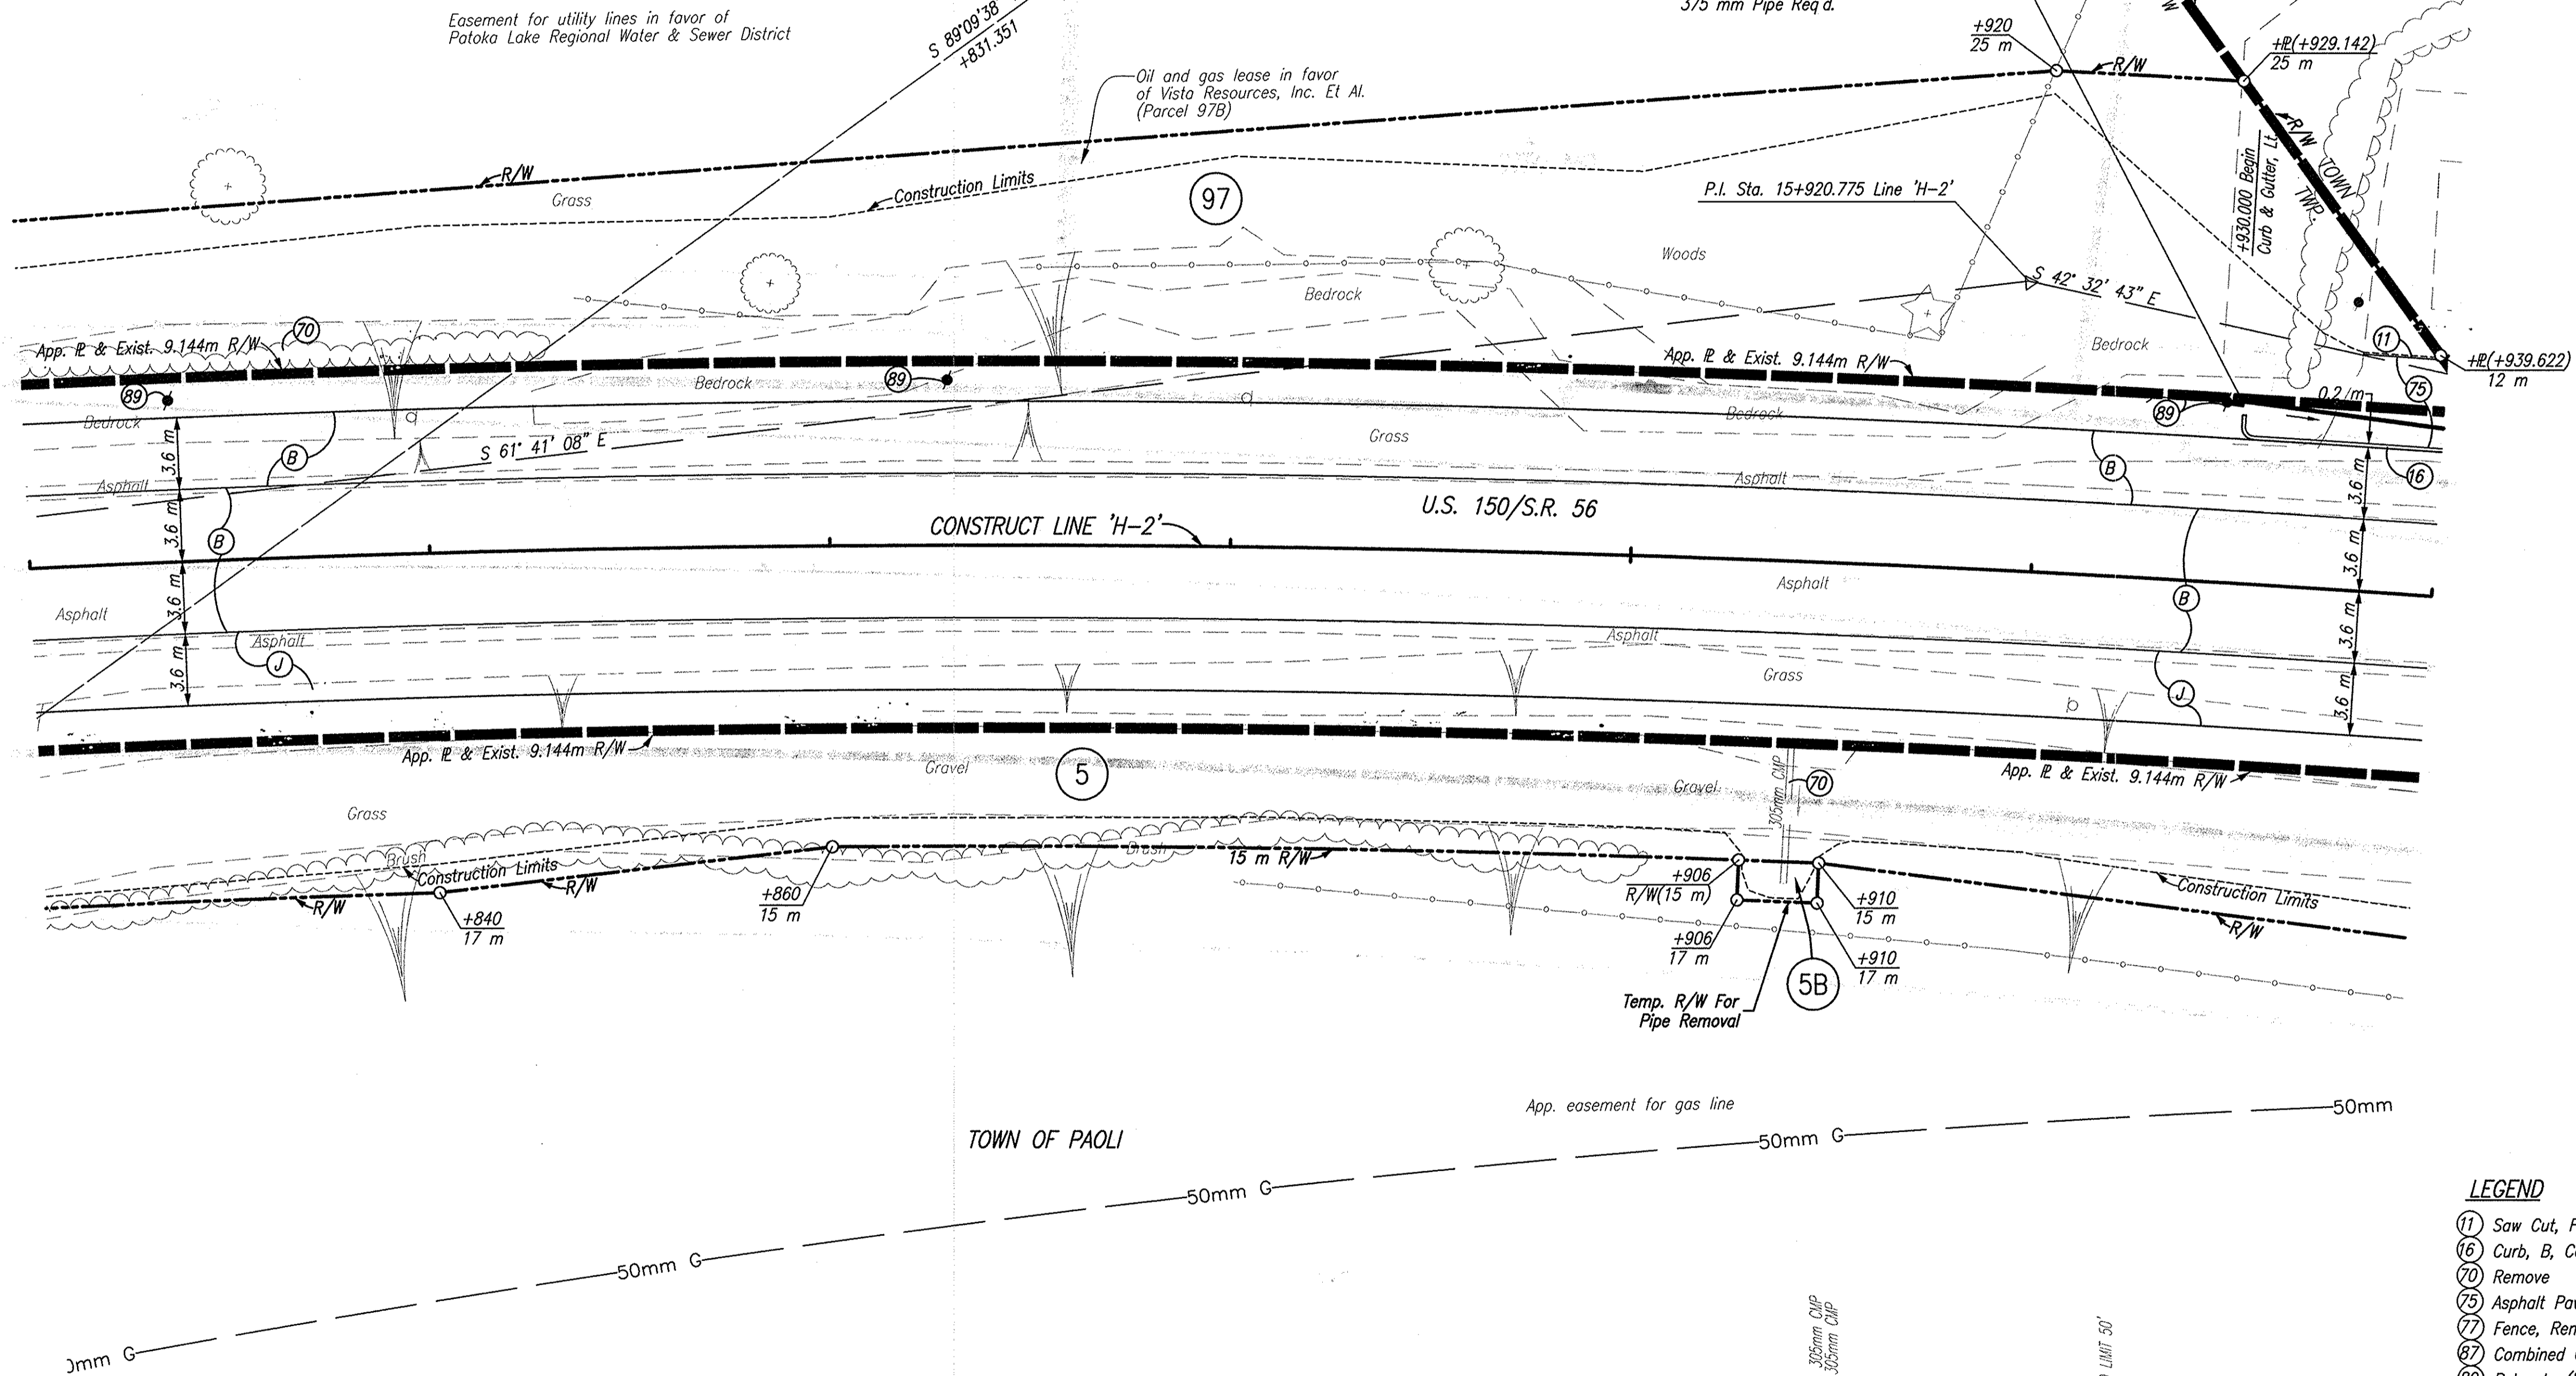 Easement for utility lines in favor of
Patoka Lake Regional Water & Sewer District
S 89°09'38
+831.351
375 mm Pipe Req'd.
+920
25 m
R/W
+℄(+929.142)
25 m
Oil and gas lease in favor
of Vista Resources, Inc. Et Al.
(Parcel 97B)
R/W
Grass
Construction Limits
97
P.I. Sta. 15+920.775 Line 'H-2'
Woods
+930.000 Begin
Curb & Gutter, Lt.
R/W
TOWN
TWP.
S 42° 32' 43" E
Bedrock
Bedrock
70
App. ℄ & Exist. 9.144m R/W
App. ℄ & Exist. 9.144m R/W
11
+℄(+939.622)
12 m
75
89
89
89
Bedrock
Bedrock
Bedrock
S 61° 41' 08" E
Grass
3.6 m
B
B
16
Asphalt
Asphalt
U.S. 150/S.R. 56
3.6 m
3.6 m
CONSTRUCT LINE 'H-2'
B
3.6 m
Asphalt
Asphalt
B
3.6 m
3.6 m
Asphalt
Asphalt
J
3.6 m
Grass
J
3.6 m
App. ℄ & Exist. 9.144m R/W
5
Gravel
Gravel
305mm CMP
70
App. ℄ & Exist. 9.144m R/W
Grass
Brush
Construction Limits
R/W
R/W
+840
17 m
+860
15 m
Brush
15 m R/W
+906
R/W(15 m)
+910
15 m
+906
17 m
+910
17 m
5B
Construction Limits
R/W
Temp. R/W For
Pipe Removal
App. easement for gas line
TOWN OF PAOLI
50mm
50mm G
50mm G
50mm G
mm G
305mm CMP
305mm CMP
LIMIT 50'
LEGEND
11 Saw Cut, F
16 Curb, B, C
70 Remove
75 Asphalt Pav
77 Fence, Rem
87 Combined